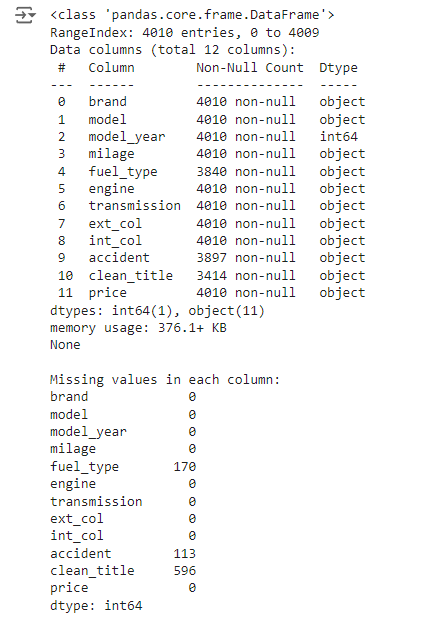 <class 'pandas.core.frame.DataFrame'>
RangeIndex: 4010 entries, 0 to 4009
Data columns (total 12 columns):
 #   Column        Non-Null Count  Dtype
---  ------        --------------  -----
 0   brand         4010 non-null   object
 1   model         4010 non-null   object
 2   model_year    4010 non-null   int64
 3   milage        4010 non-null   object
 4   fuel_type     3840 non-null   object
 5   engine        4010 non-null   object
 6   transmission  4010 non-null   object
 7   ext_col       4010 non-null   object
 8   int_col       4010 non-null   object
 9   accident      3897 non-null   object
 10  clean_title   3414 non-null   object
 11  price         4010 non-null   object
dtypes: int64(1), object(11)
memory usage: 376.1+ KB
None

Missing values in each column:
brand             0
model             0
model_year        0
milage            0
fuel_type       170
engine            0
transmission      0
ext_col           0
int_col           0
accident        113
clean_title     596
price             0
dtype: int64